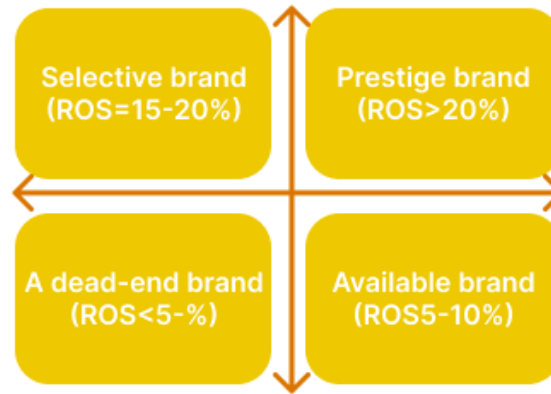 Selective brand
(ROS=15-20%)
Prestige brand
(ROS>20%)
A dead-end brand
(ROS<5-%)
Available brand
(ROS5-10%)